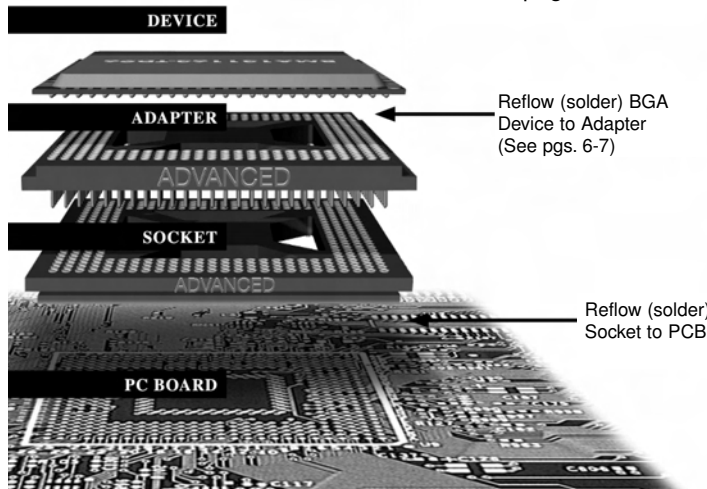 DEVICE
ADAPTER
Reflow (solder) BGA
Device to Adapter
(See pgs. 6-7)
ADVANCED
SOCKET
ADVANCED
Reflow (solder)
Socket to PCB
PC BOARD